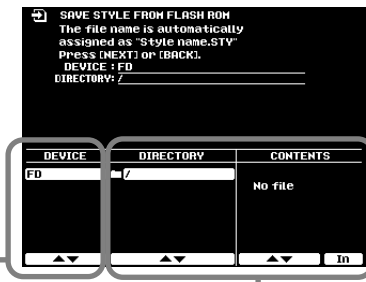 SAVE STYLE FROM FLASH ROM
The file name is automatically
assigned as "Style name.STY"
Press [NEXT] or [BACK].
DEVICE : FD
DIRECTORY: /
DEVICE DIRECTORY CONTENTS
FD / No file
▲▼ ▲▼ ▲▼ In